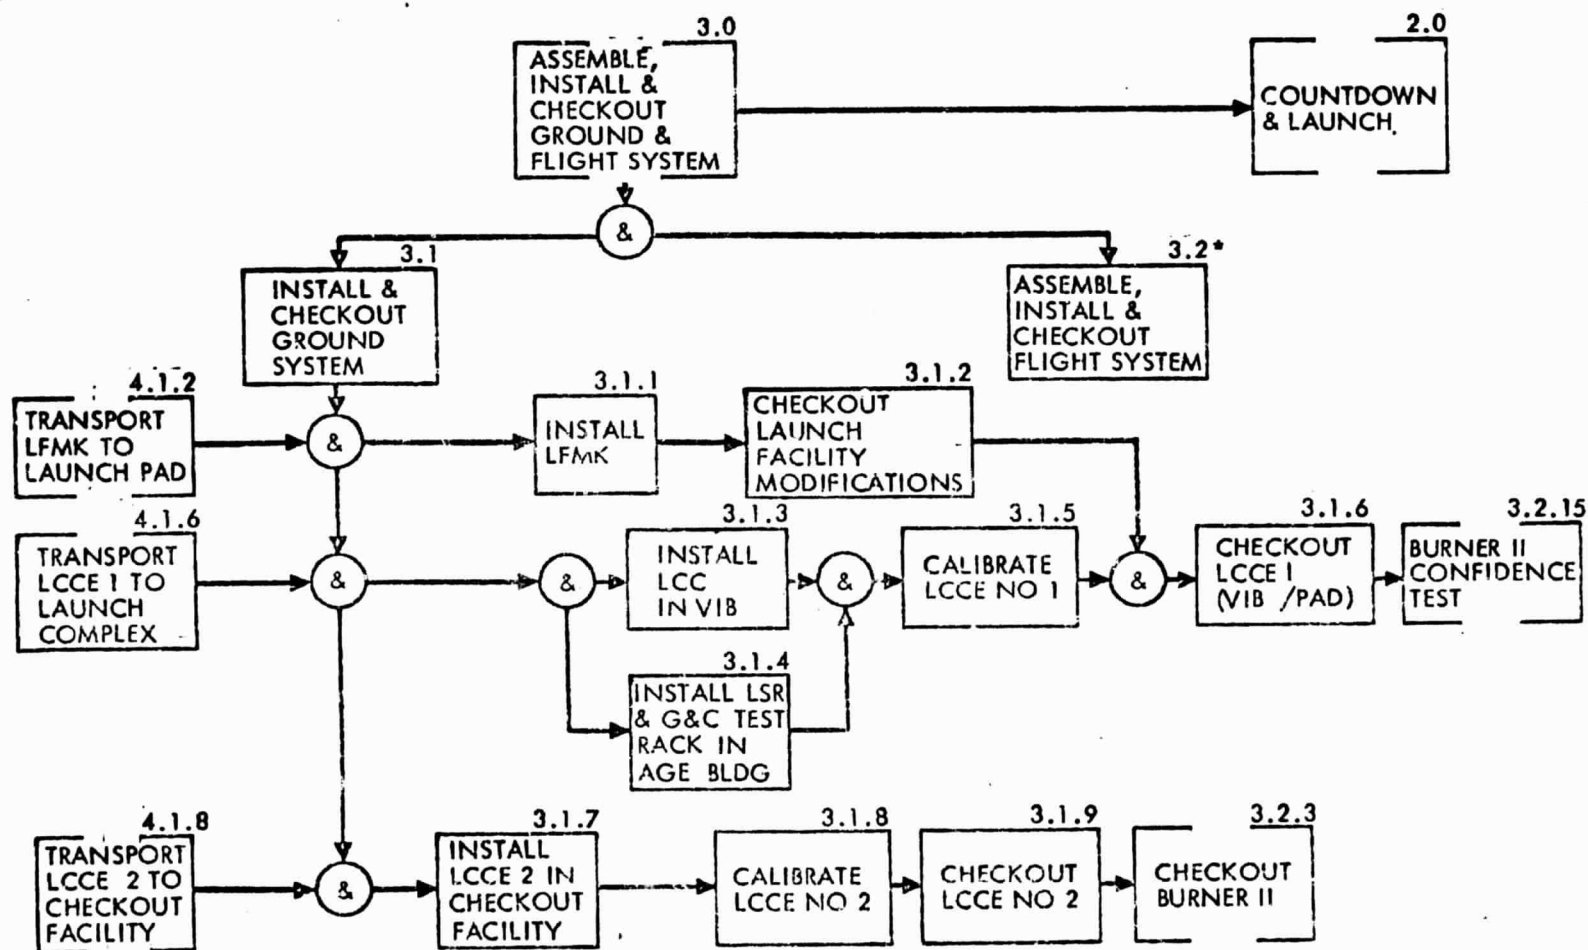 3.0
ASSEMBLE,
INSTALL &
CHECKOUT
GROUND &
FLIGHT SYSTEM
2.0
COUNTDOWN
& LAUNCH
&
3.1
INSTALL &
CHECKOUT
GROUND
SYSTEM
3.2*
ASSEMBLE,
INSTALL &
CHECKOUT
FLIGHT SYSTEM
4.1.2
TRANSPORT
LFMK TO
LAUNCH PAD
&
3.1.1
INSTALL
LFMK
3.1.2
CHECKOUT
LAUNCH
FACILITY
MODIFICATIONS
4.1.6
TRANSPORT
LCCE 1 TO
LAUNCH
COMPLEX
&
&
3.1.3
INSTALL
LCC
IN VIB
&
3.1.5
CALIBRATE
LCCE NO 1
&
3.1.6
CHECKOUT
LCCE 1
(VIB /PAD)
3.2.15
BURNER II
CONFIDENCE
TEST
3.1.4
INSTALL LSR
& G&C TEST
RACK IN
AGE BLDG
4.1.8
TRANSPORT
LCCE 2 TO
CHECKOUT
FACILITY
&
3.1.7
INSTALL
LCCE 2 IN
CHECKOUT
FACILITY
3.1.8
CALIBRATE
LCCE NO 2
3.1.9
CHECKOUT
LCCE NO 2
3.2.3
CHECKOUT
BURNER II